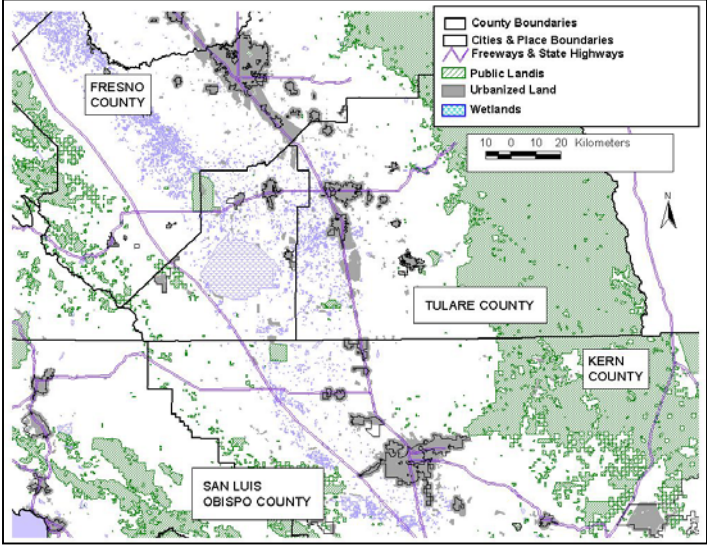 County Boundaries
Cities & Place Boundaries
Freeways & State Highways
Public Landis
Urbanized Land
Wetlands
FRESNO
COUNTY
10 0 10 20 Kilometers
N
TULARE COUNTY
KERN
COUNTY
SAN LUIS
OBISPO COUNTY